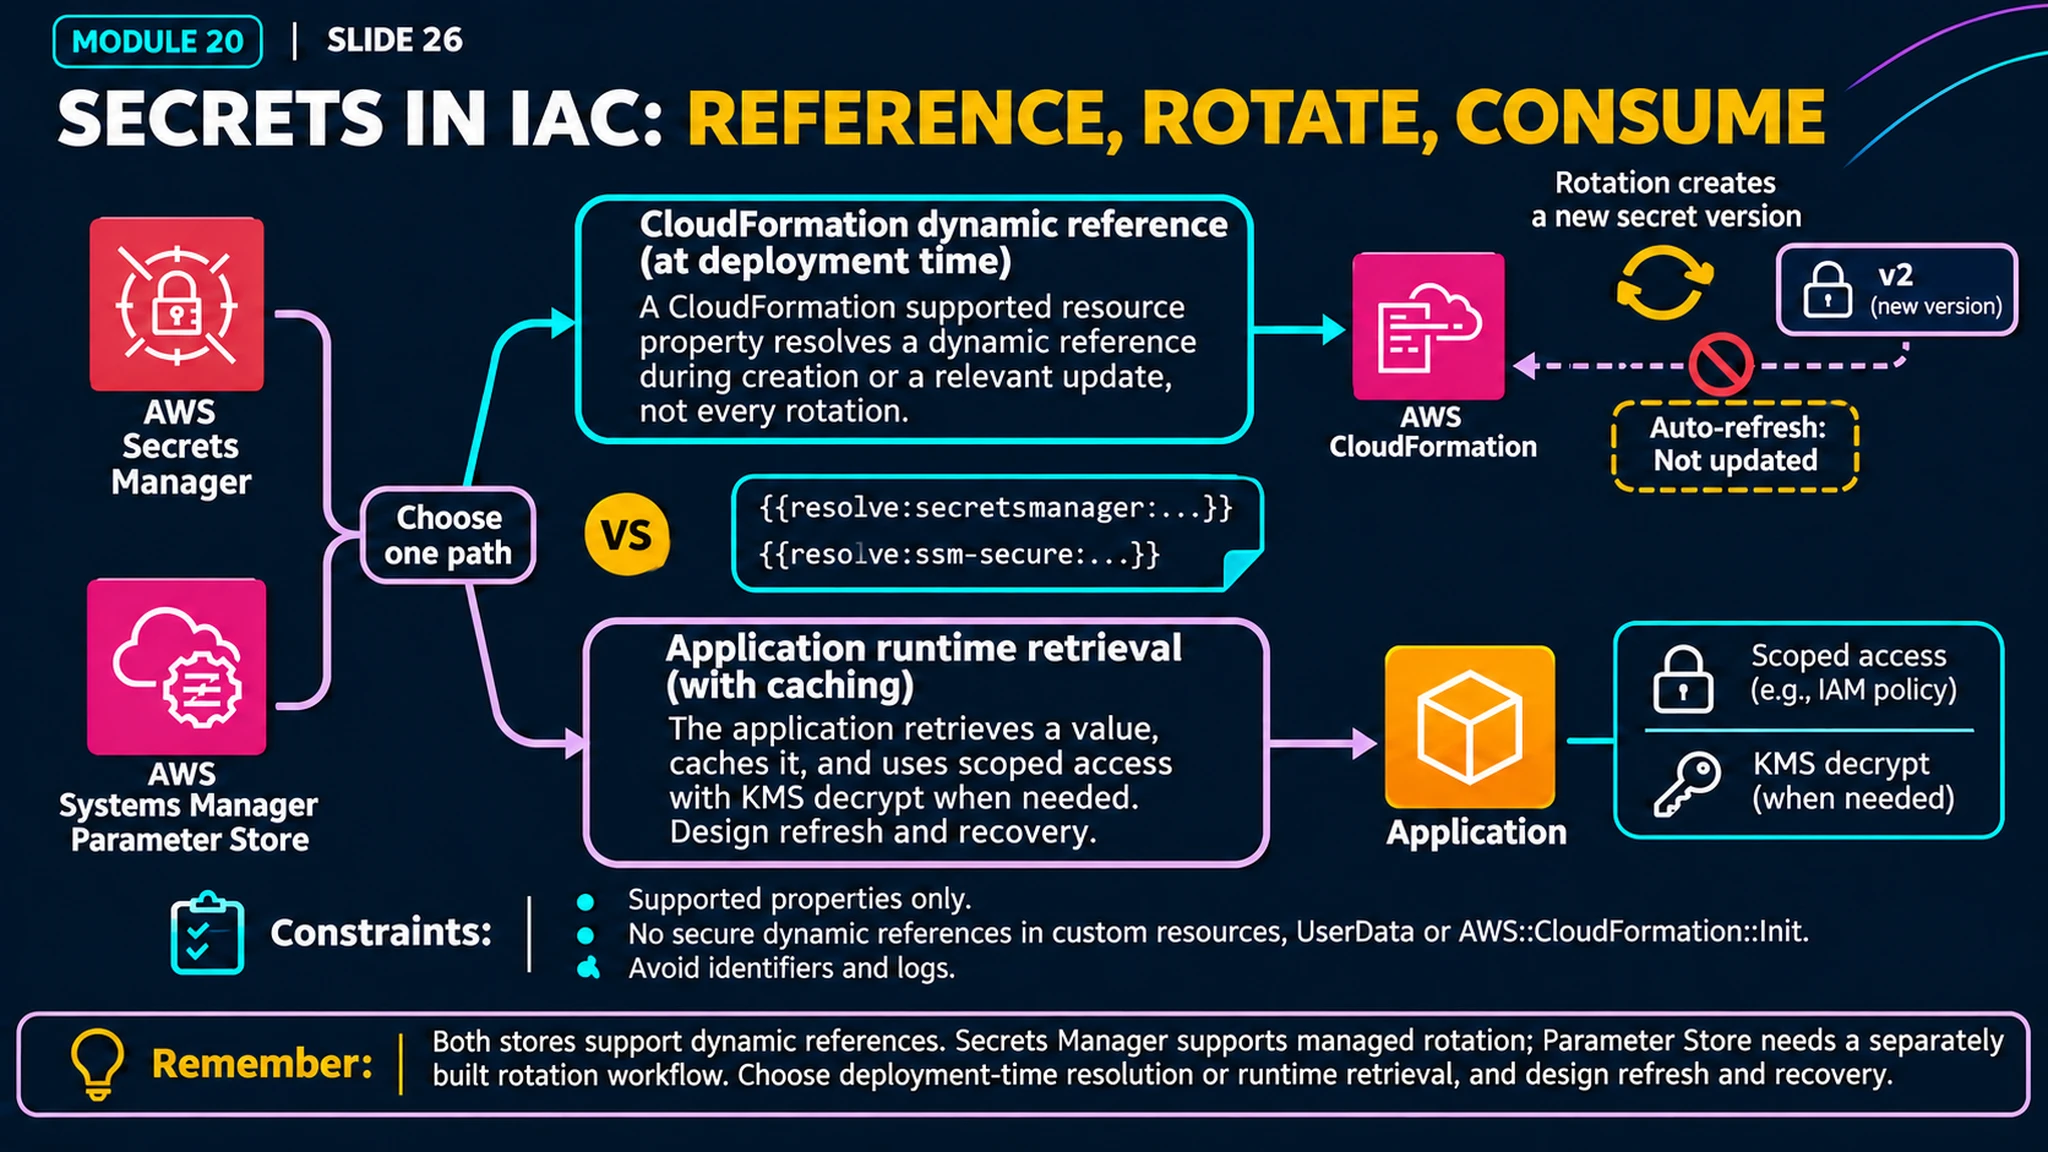 MODULE 20 | SLIDE 26
SECRETS IN IAC: REFERENCE, ROTATE, CONSUME
AWS
Secrets
Manager
AWS
Systems Manager
Parameter Store
Choose
one path
CloudFormation dynamic reference
(at deployment time)
A CloudFormation supported resource
property resolves a dynamic reference
during creation or a relevant update,
not every rotation.
AWS
CloudFormation
Rotation creates
a new secret version
v2
(new version)
Auto-refresh:
Not updated
VS
{{resolve:secretsmanager:...}}
{{resolve:ssm-secure:...}}
Application runtime retrieval
(with caching)
The application retrieves a value,
caches it, and uses scoped access
with KMS decrypt when needed.
Design refresh and recovery.
Application
Scoped access
(e.g., IAM policy)
KMS decrypt
(when needed)
Constraints:
Supported properties only.
No secure dynamic references in custom resources, UserData or AWS::CloudFormation::Init.
Avoid identifiers and logs.
Remember:
Both stores support dynamic references. Secrets Manager supports managed rotation; Parameter Store needs a separately
built rotation workflow. Choose deployment-time resolution or runtime retrieval, and design refresh and recovery.